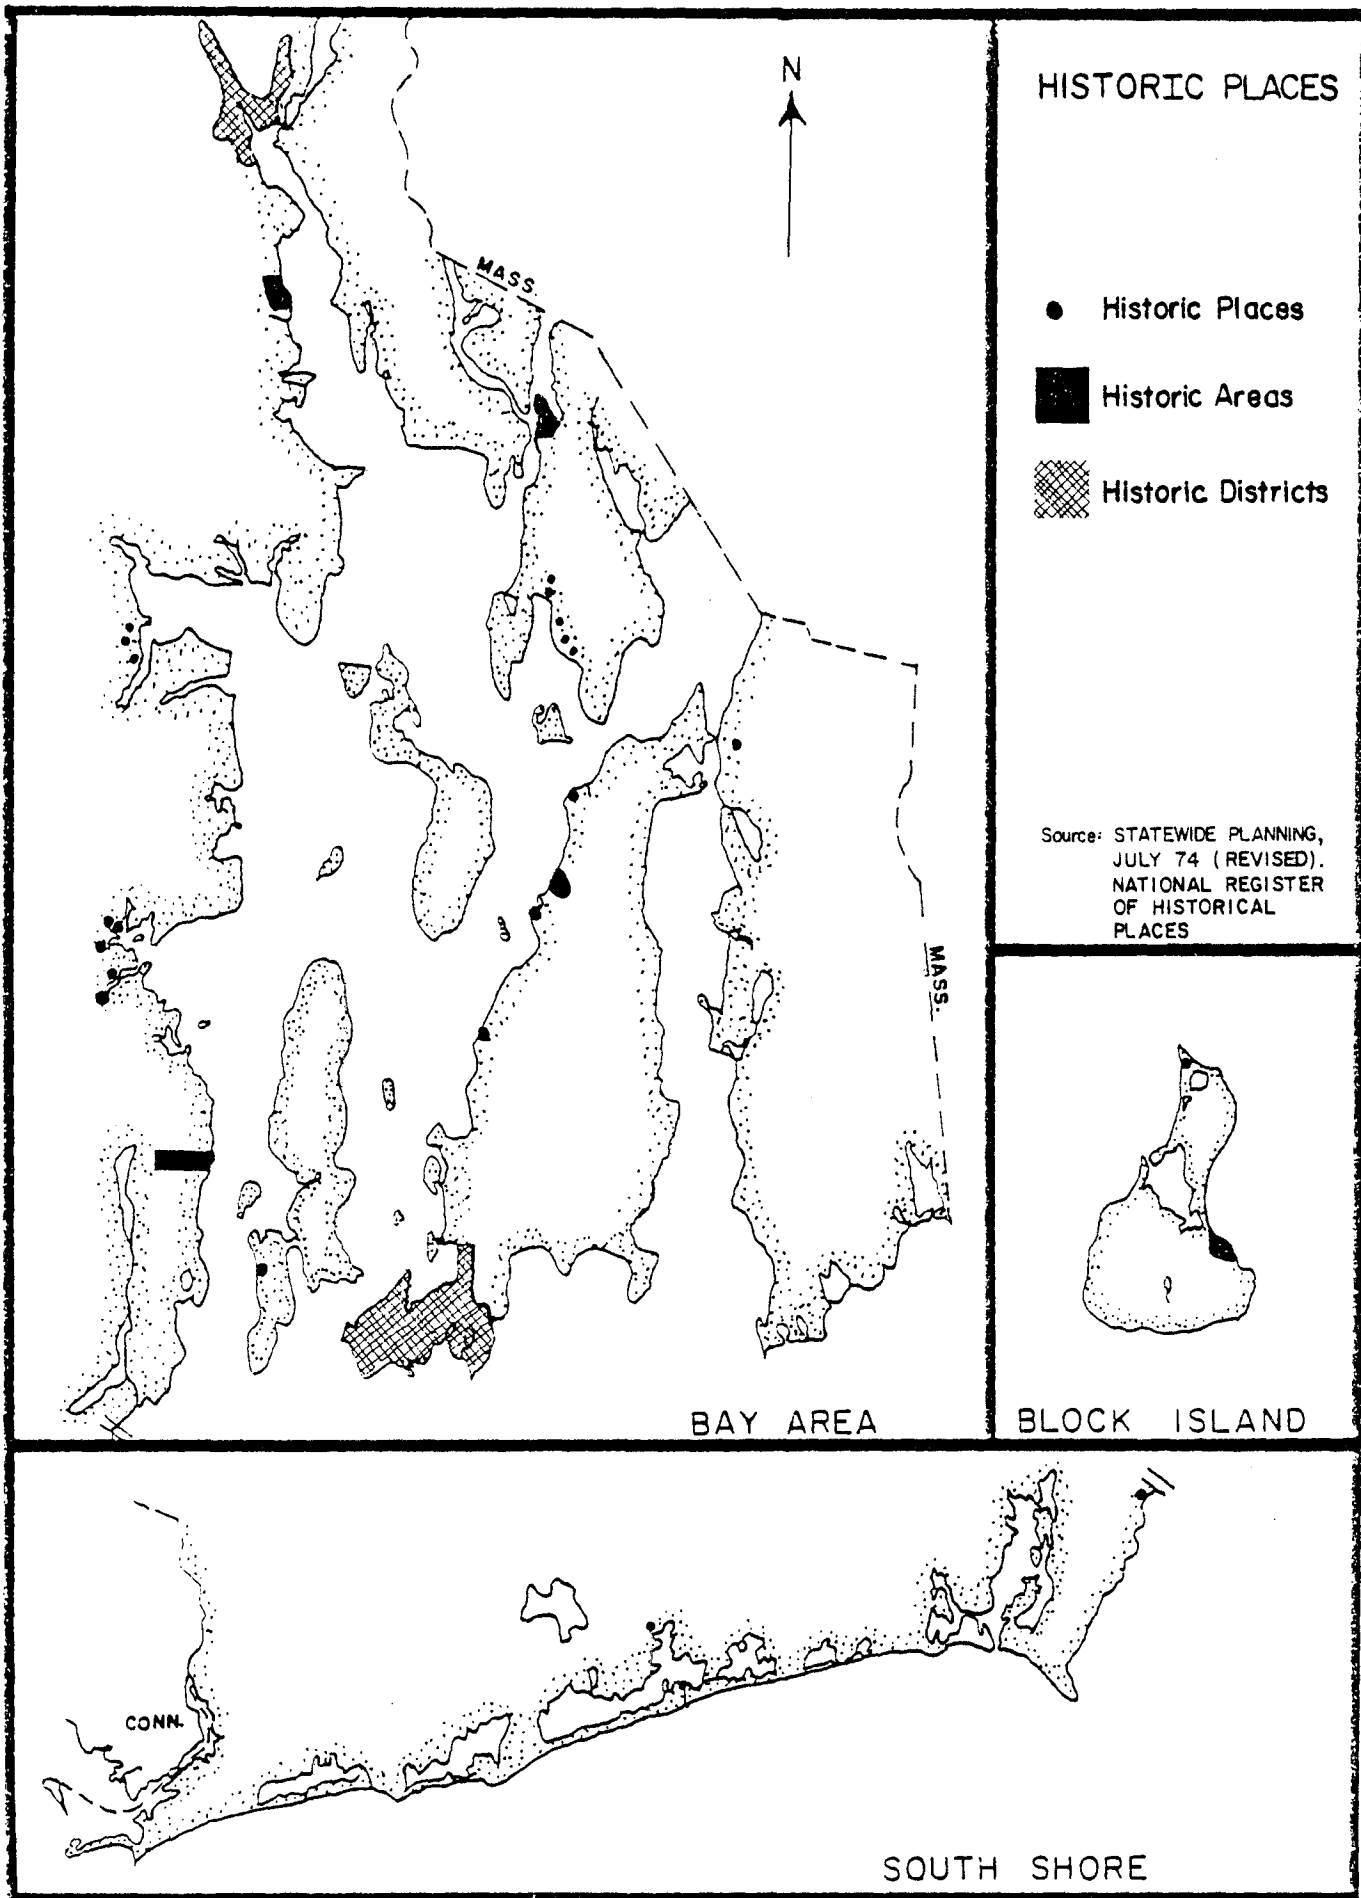 HISTORIC PLACES
N
MASS.
Historic Places
Historic Areas
Historic Districts
Source: STATEWIDE PLANNING,
JULY 74 (REVISED).
NATIONAL REGISTER
OF HISTORICAL
PLACES
MASS.
BAY AREA
BLOCK ISLAND
CONN.
SOUTH SHORE